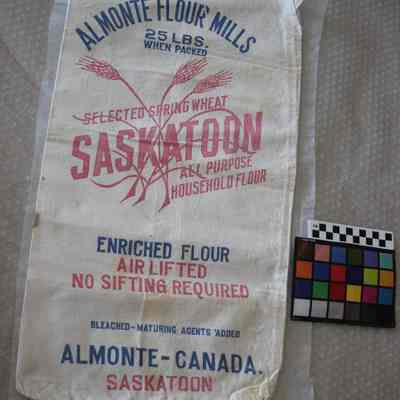 ALMONTE FLOUR MILLS
25 LBS.
WHEN PACKED
SELECTED SPRING WHEAT
SASKATOON
ALL PURPOSE
HOUSEHOLD FLOUR
ENRICHED FLOUR
AIR LIFTED
NO SIFTING REQUIRED
BLEACHED-MATURING AGENTS ADDED
ALMONTE-CANADA.
SASKATOON